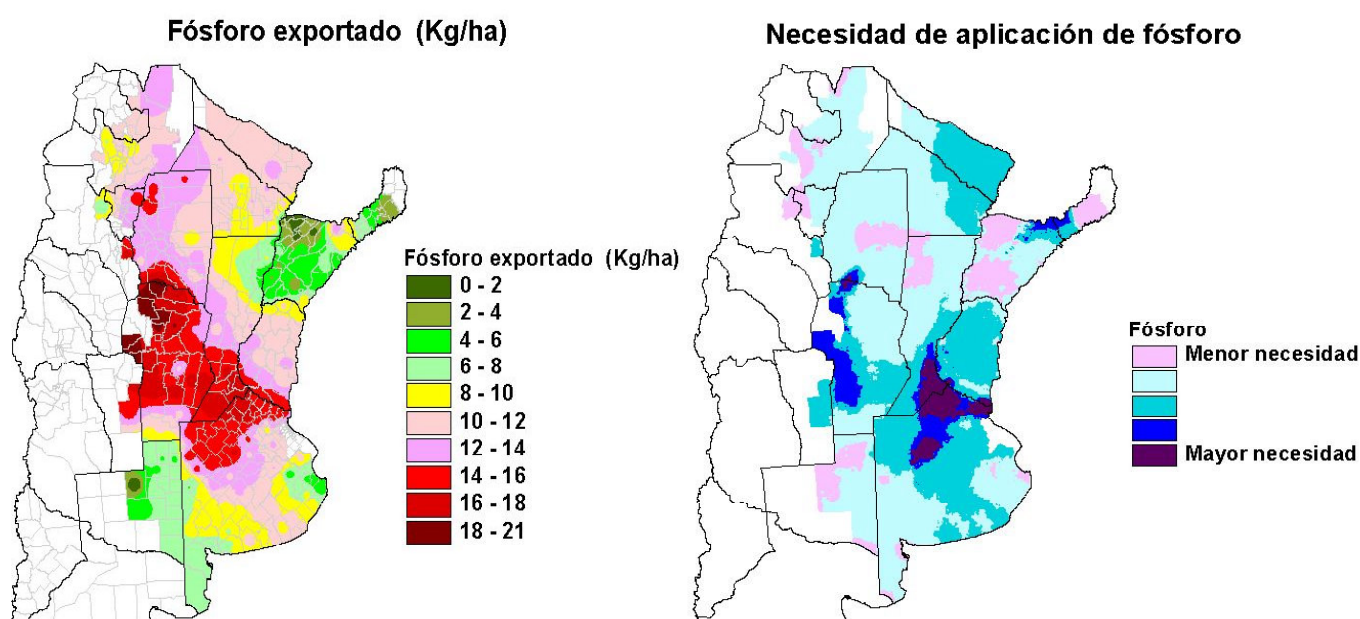 Fósforo exportado (Kg/ha)
Necesidad de aplicación de fósforo
Fósforo exportado (Kg/ha)
0 - 2
2 - 4
4 - 6
6 - 8
8 - 10
10 - 12
12 - 14
14 - 16
16 - 18
18 - 21
Fósforo
Menor necesidad
Mayor necesidad